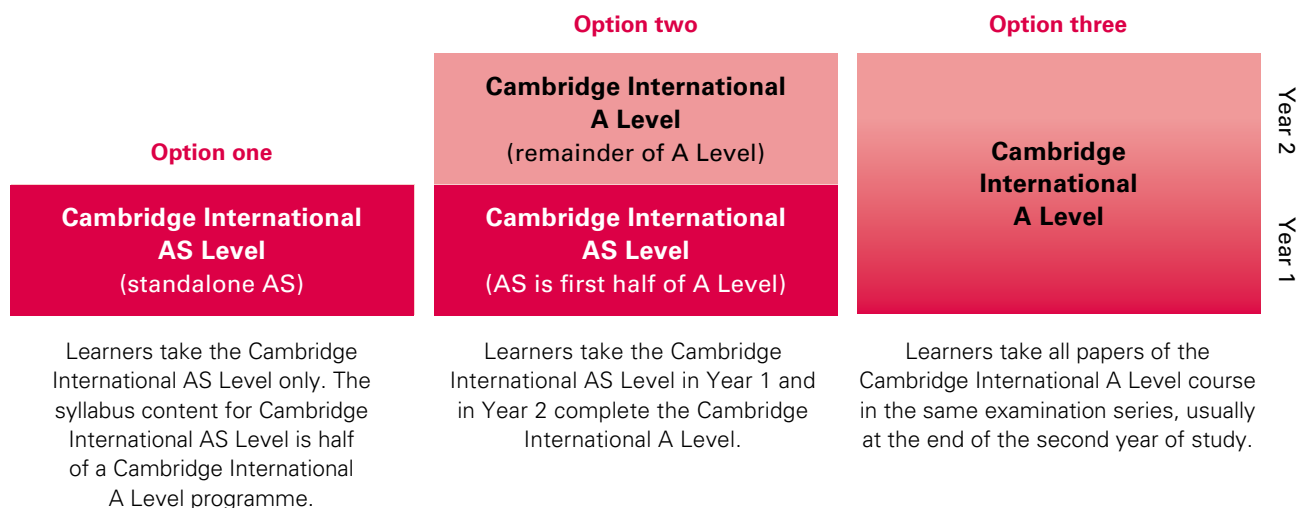 Option one
Cambridge International
AS Level
(standalone AS)
Learners take the Cambridge
International AS Level only. The
syllabus content for Cambridge
International AS Level is half
of a Cambridge International
A Level programme.
Option two
Cambridge International
A Level
(remainder of A Level)
Cambridge International
AS Level
(AS is first half of A Level)
Learners take the Cambridge
International AS Level in Year 1 and
in Year 2 complete the Cambridge
International A Level.
Option three
Cambridge
International
A Level
Learners take all papers of the
Cambridge International A Level course
in the same examination series, usually
at the end of the second year of study.
Year 2
Year 1